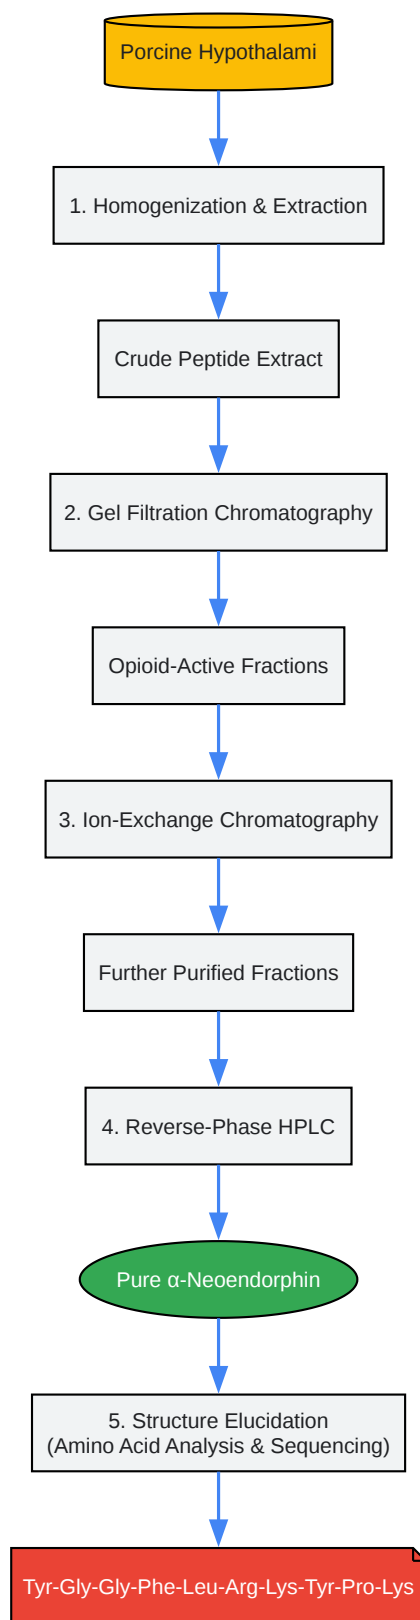 Porcine Hypothalami
1. Homogenization & Extraction
Crude Peptide Extract
2. Gel Filtration Chromatography
Opioid-Active Fractions
3. Ion-Exchange Chromatography
Further Purified Fractions
4. Reverse-Phase HPLC
Pure α-Neoendorphin
5. Structure Elucidation
(Amino Acid Analysis & Sequencing)
Tyr-Gly-Gly-Phe-Leu-Arg-Lys-Tyr-Pro-Lys